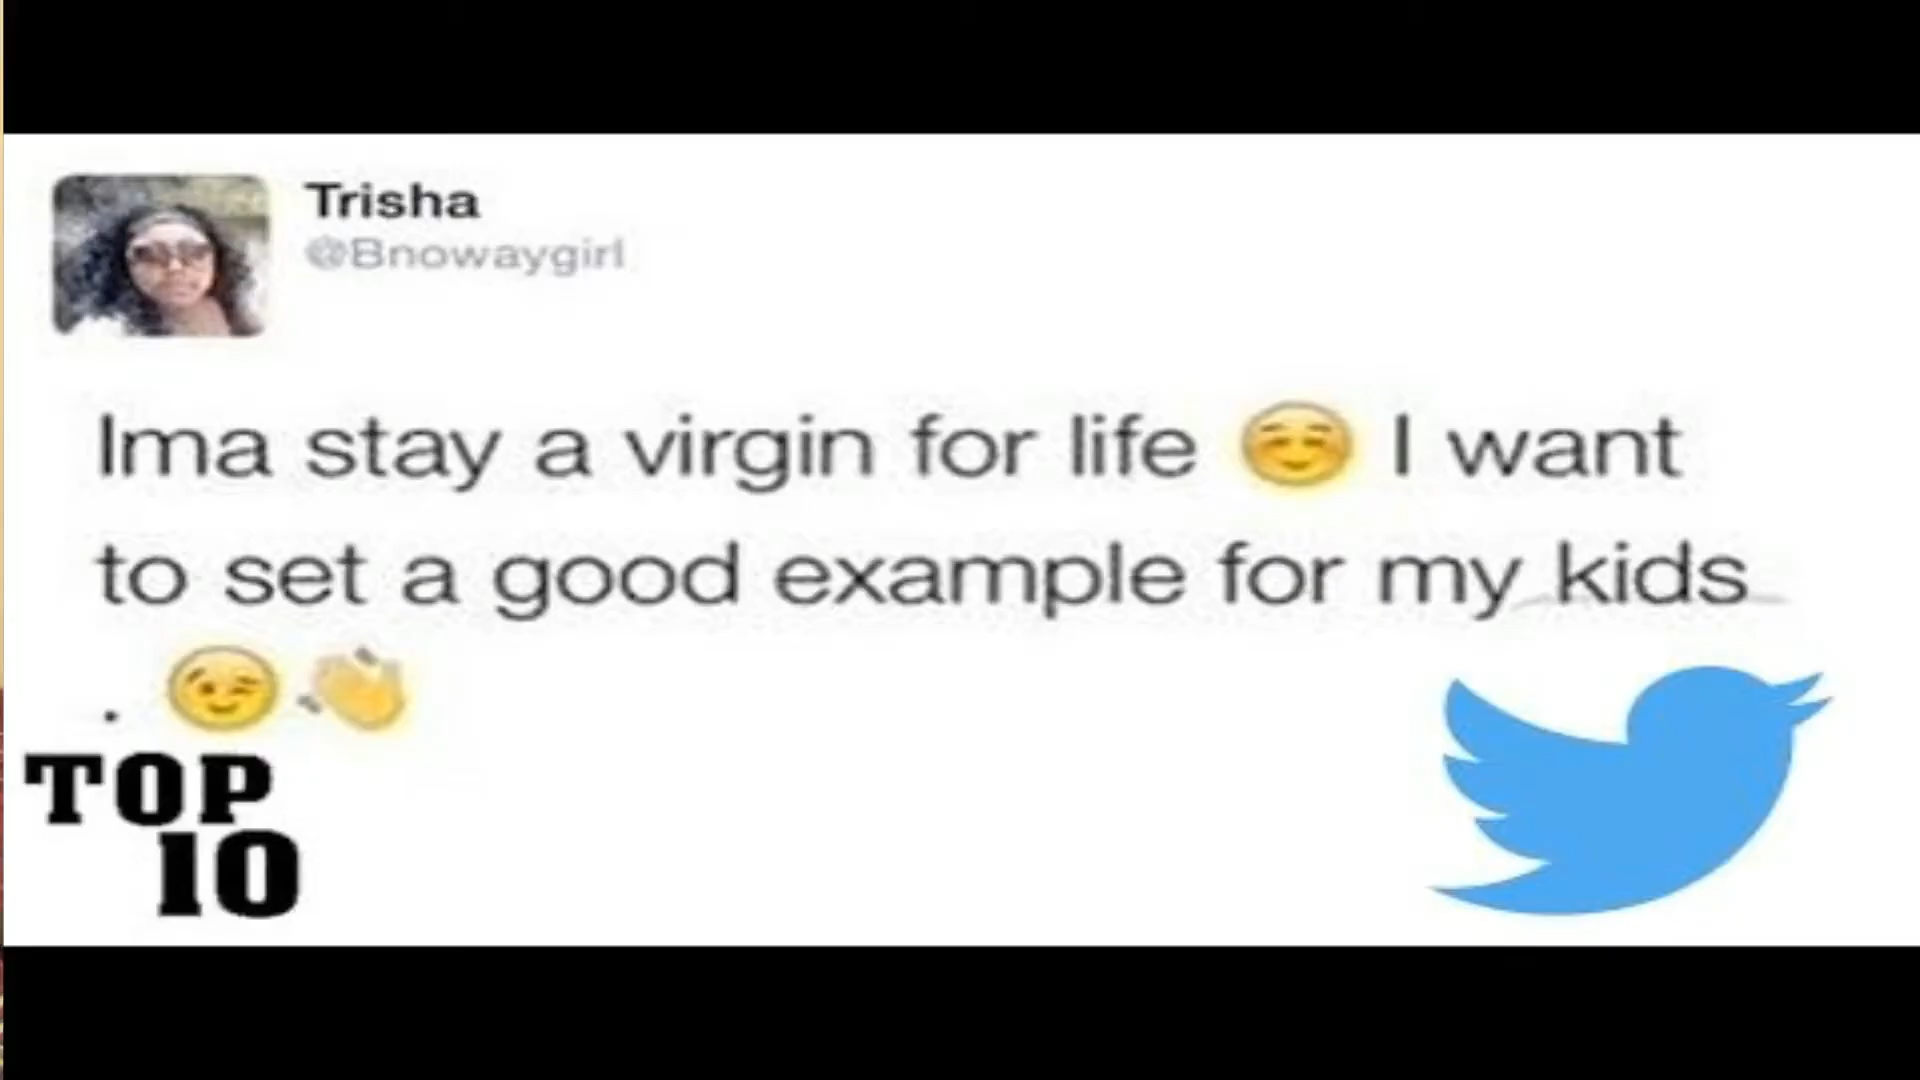 Trisha
@Bnowaygirl
Ima stay a virgin for life ☺️ I want
to set a good example for my kids
. 😉👏
TOP
10